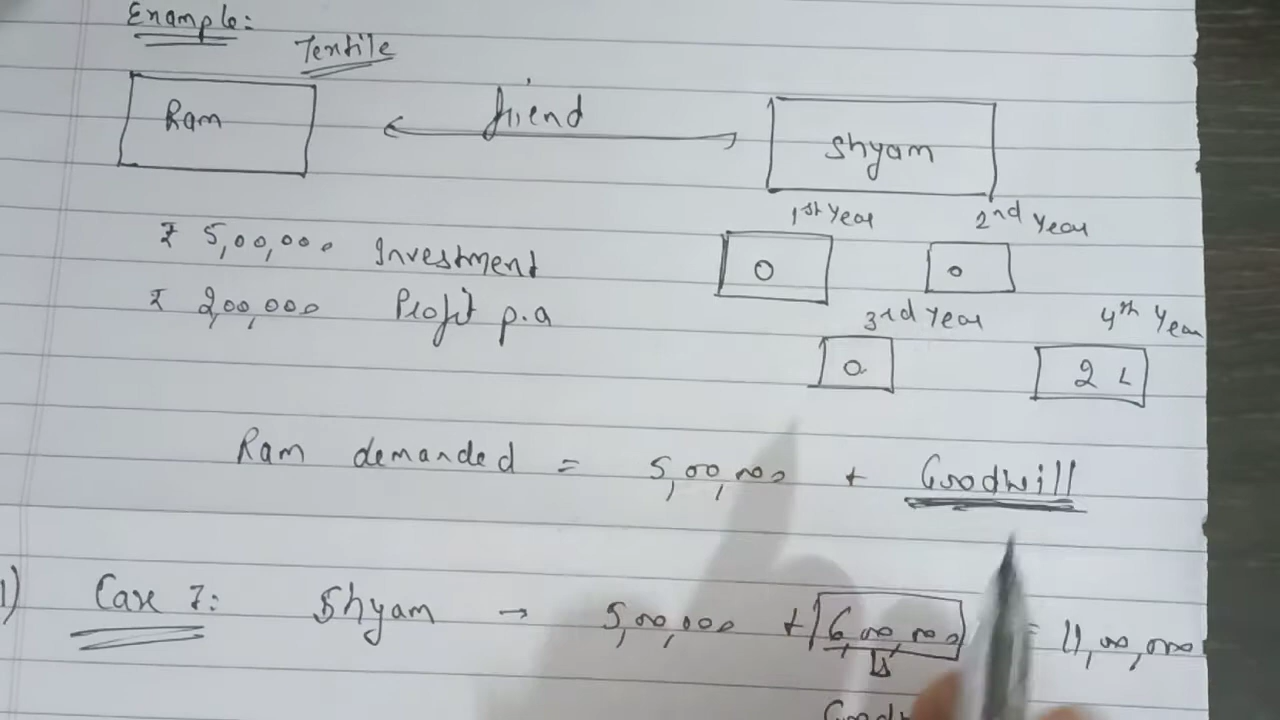 Example:
Textile
Ram
friend
Shyam
₹ 5,00,000 Investment
₹ 2,00,000 Profit p.a
1st Year
2nd Year
0
0
3rd Year
4th Year
0
2 L
Ram demanded = 5,00,000 + Goodwill
1) Case I: Shyam → 5,00,000 + 6,00,000 = 11,00,000